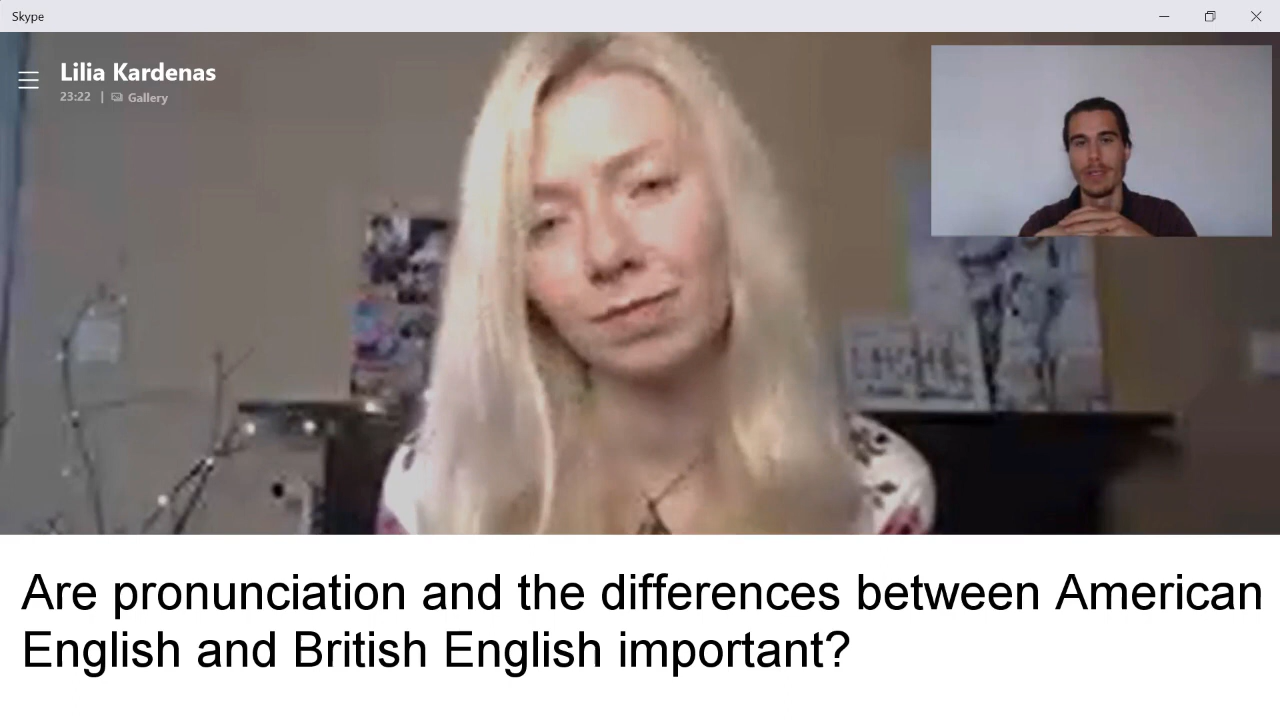 Skype
Lilia Kardenas
23:22 | Gallery
Are pronunciation and the differences between American
English and British English important?